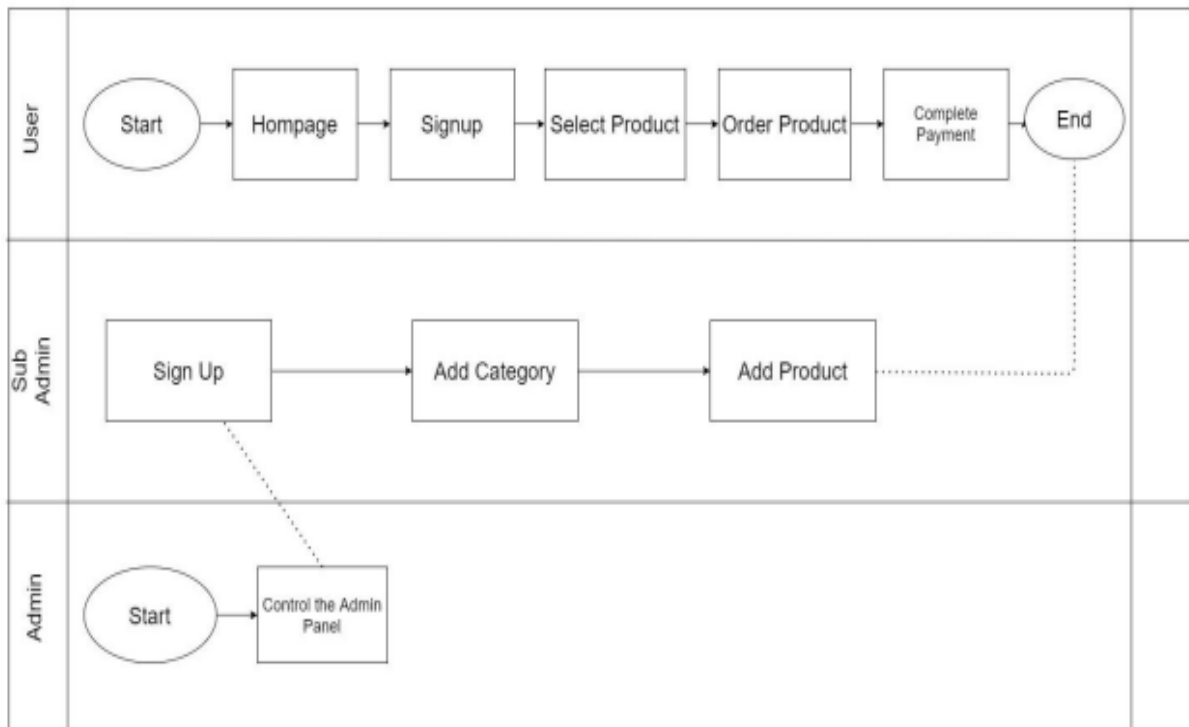 User
Start
Hompage
Signup
Select Product
Order Product
Complete
Payment
End
Sub
Admin
Sign Up
Add Category
Add Product
Admin
Start
Control the Admin
Panel